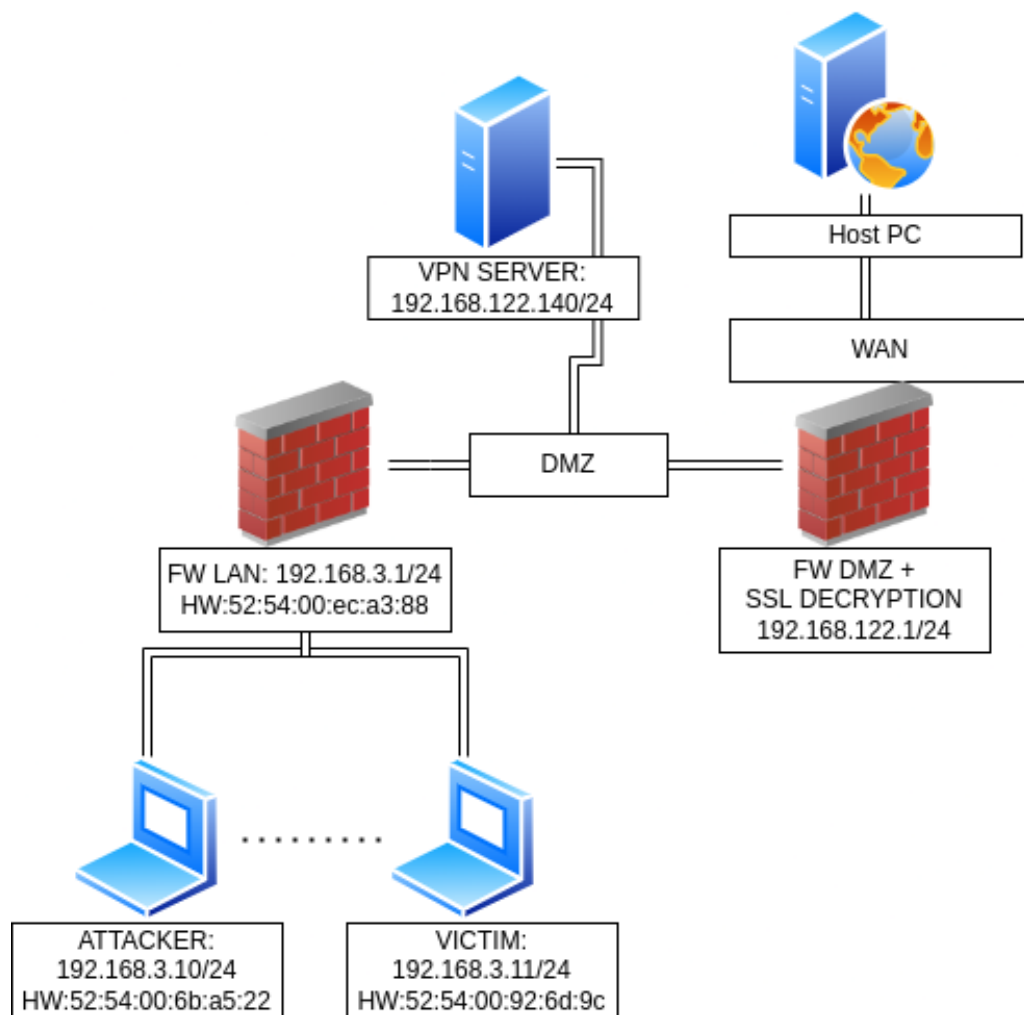 Host PC
VPN SERVER:
192.168.122.140/24
WAN
DMZ
FW LAN: 192.168.3.1/24
HW:52:54:00:ec:a3:88
FW DMZ +
SSL DECRYPTION
192.168.122.1/24
ATTACKER:
192.168.3.10/24
HW:52:54:00:6b:a5:22
VICTIM:
192.168.3.11/24
HW:52:54:00:92:6d:9c